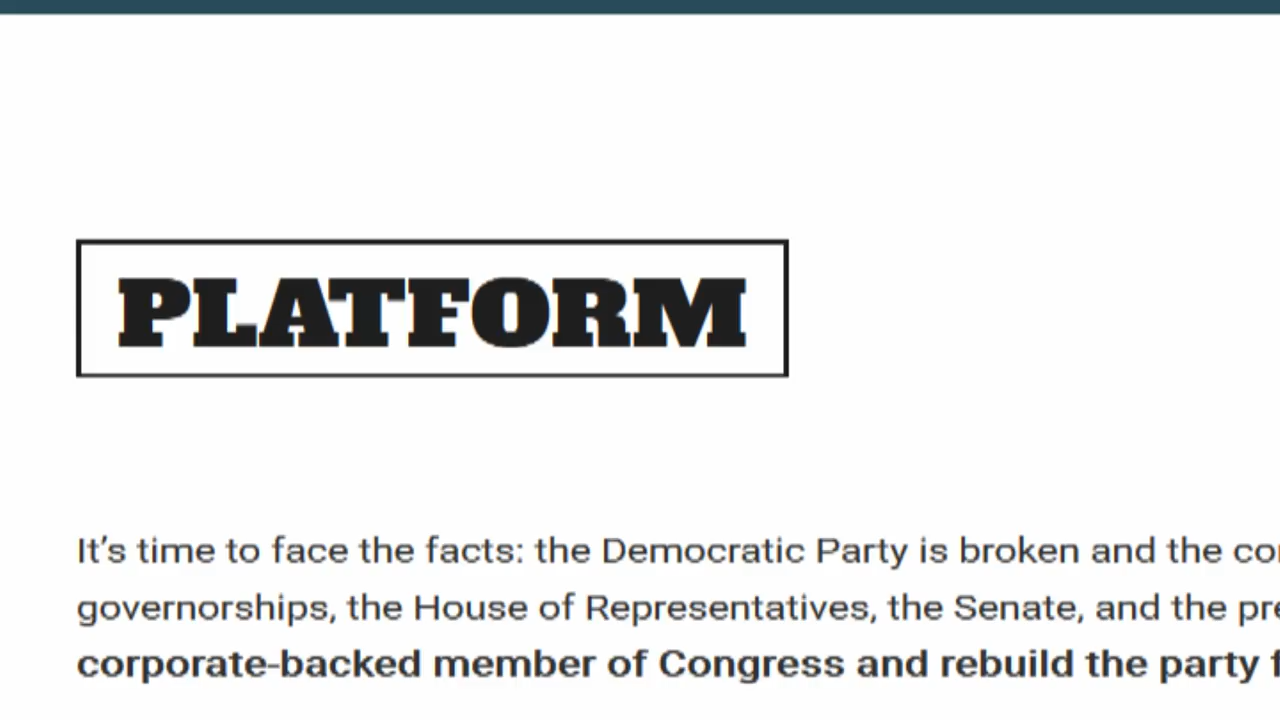 PLATFORM
It’s time to face the facts: the Democratic Party is broken and the
governorships, the House of Representatives, the Senate, and the
corporate-backed member of Congress and rebuild the party